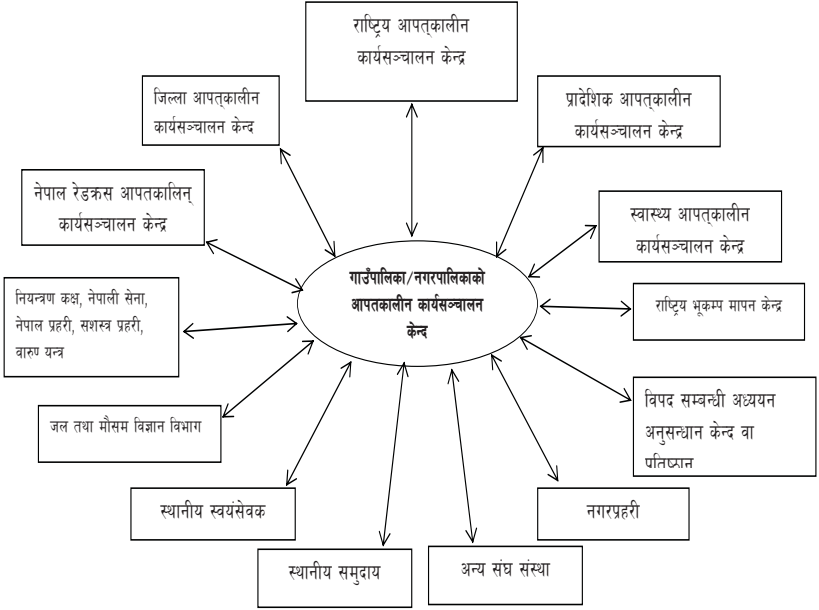 राष्ट्रिय आपत्कालीन
कार्यसञ्चालन केन्द्र
जिल्ला आपत्कालीन
कार्यसञ्चालन केन्द
प्रादेशिक आपत्कालीन
कार्यसञ्चालन केन्द्र
नेपाल रेडक्रस आपतकालिन्
कार्यसञ्चालन केन्द्र
स्वास्थ्य आपत्कालीन
कार्यसञ्चालन केन्द्र
गाउँपालिका/नगरपालिकाको
आपतकालीन कार्यसञ्चालन
केन्द
नियन्त्रण कक्ष, नेपाली सेना,
नेपाल प्रहरी, सशस्त्र प्रहरी,
वारुण यन्त्र
राष्ट्रिय भूकम्प मापन केन्द्र
विपद सम्बन्धी अध्ययन
अनुसन्धान केन्द वा
जल तथा मौसम विज्ञान विभाग
स्थानीय स्वयंसेवक
नगरप्रहरी
स्थानीय समुदाय
अन्य संघ संस्था